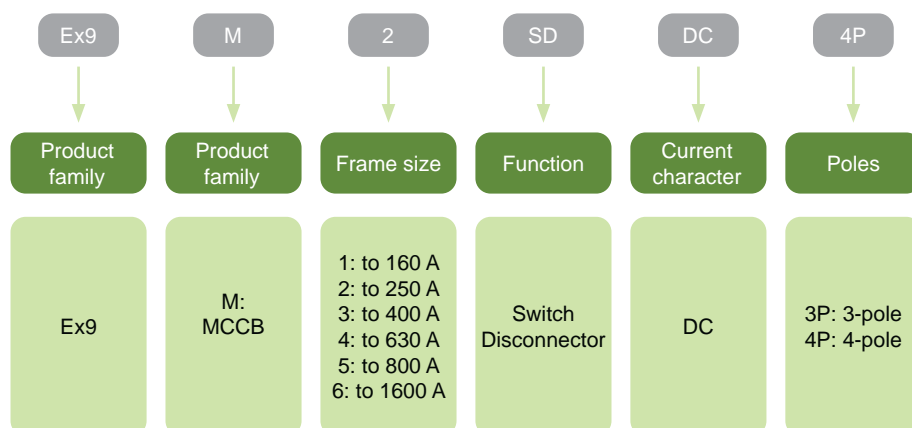 Ex9 M 2 SD DC 4P
Product family
Product family
Frame size
Function
Current character
Poles
Ex9
M:
MCCB
1: to 160 A
2: to 250 A
3: to 400 A
4: to 630 A
5: to 800 A
6: to 1600 A
Switch
Disconnector
DC
3P: 3-pole
4P: 4-pole